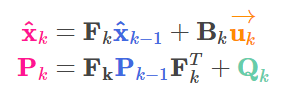 x̂ₖ = Fₖx̂ₖ₋₁ + Bₖu⃗ₖ
Pₖ = FₖPₖ₋₁Fₖᵀ + Qₖ